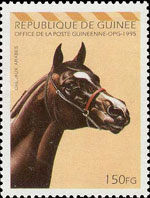 REPUBLIQUE DE GUINEE
OFFICE DE LA POSTE GUINEENNE-OPG-1995
150FG